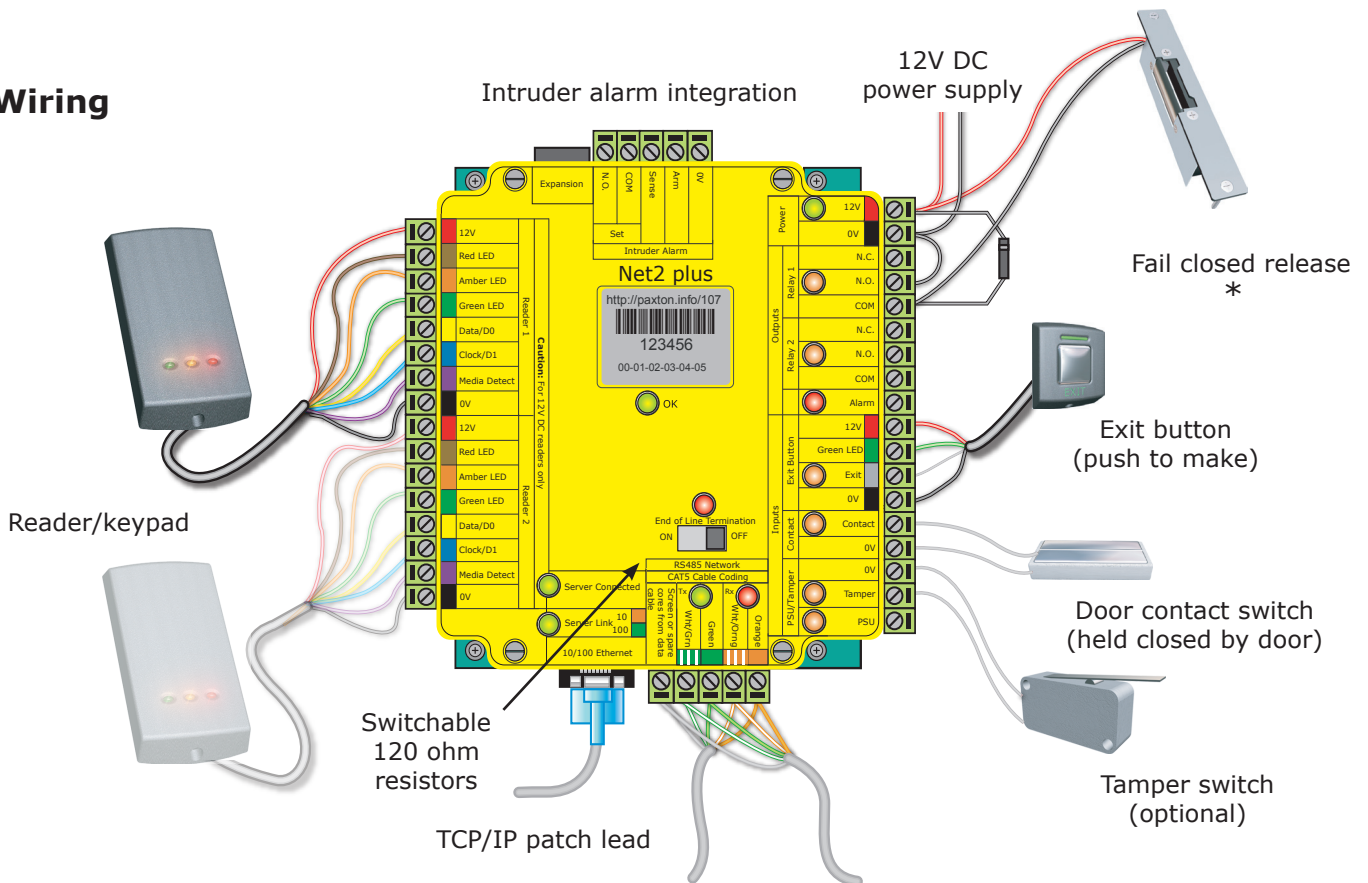 Wiring
Intruder alarm integration
12V DC
power supply
Fail closed release
*
Exit button
(push to make)
Door contact switch
(held closed by door)
Tamper switch
(optional)
Reader/keypad
Switchable
120 ohm
resistors
TCP/IP patch lead
Expansion
N.O.
COM
Sense
Arm
0V
Set
Intruder Alarm
Net2 plus
http://paxton.info/107
123456
00-01-02-03-04-05
OK
12V
Red LED
Amber LED
Green LED
Data/D0
Clock/D1
Media Detect
0V
Reader 1
12V
Red LED
Amber LED
Green LED
Data/D0
Clock/D1
Media Detect
0V
Reader 2
Caution: For 12V DC readers only
Power
12V
0V
Outputs
Relay 1
N.C.
N.O.
COM
Relay 2
N.C.
N.O.
COM
Alarm
Inputs
Exit Button
12V
Green LED
Exit
0V
Contact
Contact
0V
PSU/Tamper
0V
Tamper
PSU
End of Line Termination
ON
OFF
RS485 Network
CAT5 Cable Coding
Screen or spare
cores from data
cable
Tx
Wht/Grn
Green
Rx
Wht/Orng
Orange
Server Connected
Server Link
10
100
10/100 Ethernet